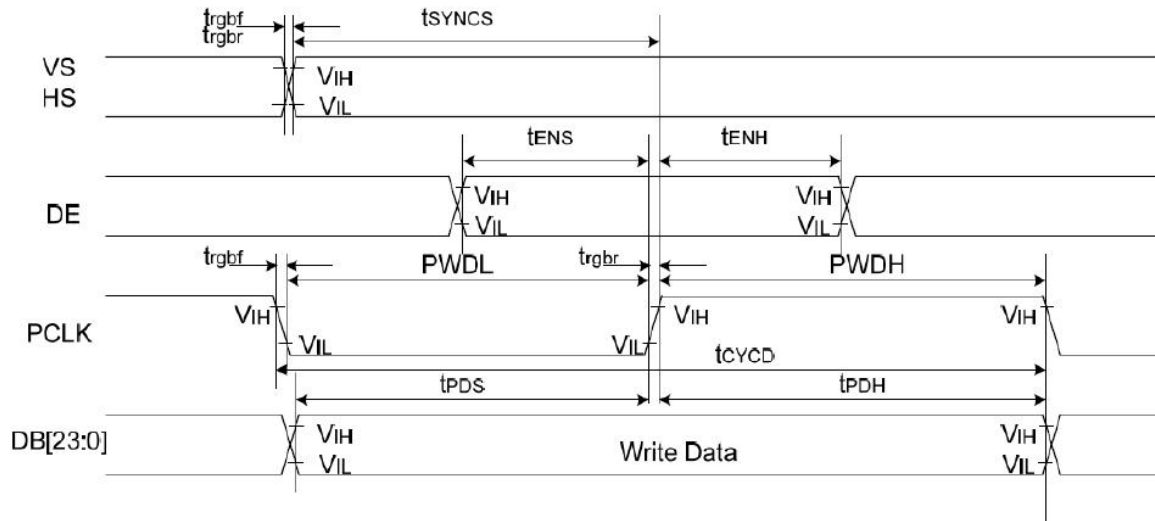 trgbf
tSYNCS
trgbr
VS
HS
VIH
VIL
tENS
tENH
DE
VIH
VIL
VIH
VIL
trgbf
PWDL
trgbr
PWDH
PCLK
VIH
VIL
VIL
VIH
VIH
tCYCD
tPDS
tPDH
DB[23:0]
VIH
VIL
Write Data
VIH
VIL